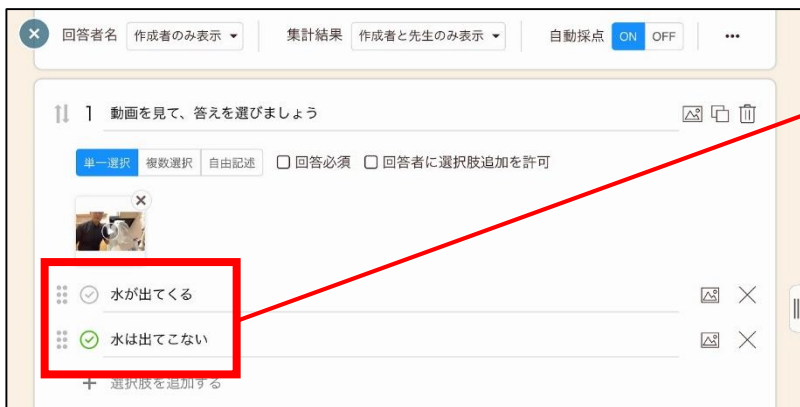 回答者名 作成者のみ表示 集計結果 作成者と先生のみ表示 自動採点 ON OFF
1 動画を見て、答えを選びましょう
単一選択 複数選択 自由記述 回答必須 回答者に選択肢追加を許可
水が出てくる
水は出てこない
+ 選択肢を追加する